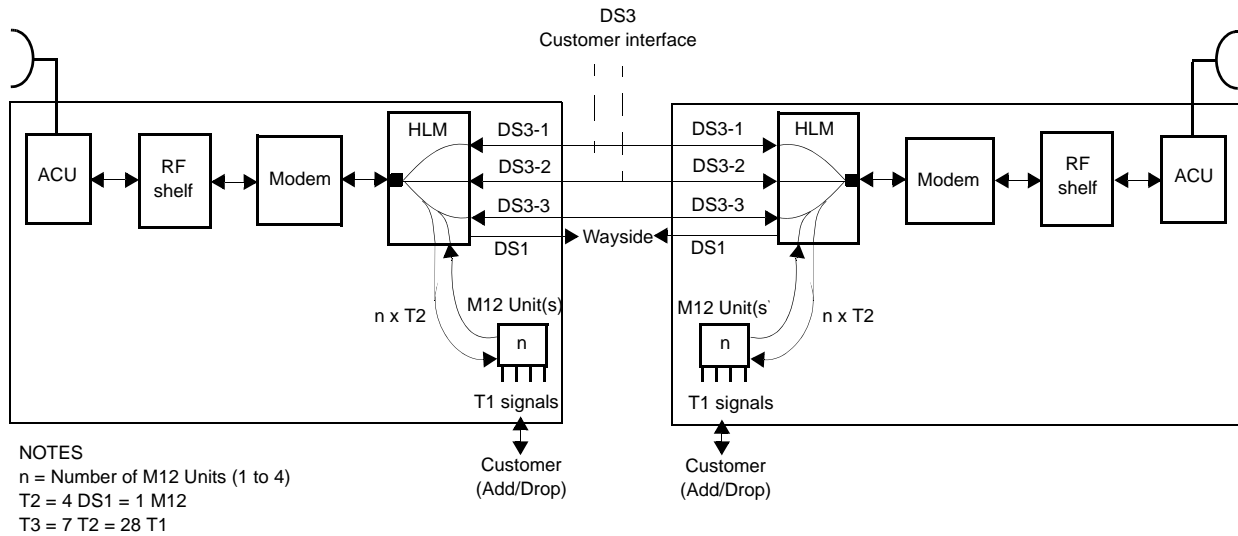 DS3
Customer interface
HLM
DS3-1
DS3-1
HLM
ACU
RF
shelf
Modem
DS3-2
DS3-2
Modem
RF
shelf
ACU
DS3-3
DS3-3
DS1
Wayside
DS1
n x T2
M12 Unit(s)
M12 Unit(s
n x T2
n
n
T1 signals
T1 signals
Customer
(Add/Drop)
Customer
(Add/Drop)
NOTES
n = Number of M12 Units (1 to 4)
T2 = 4 DS1 = 1 M12
T3 = 7 T2 = 28 T1